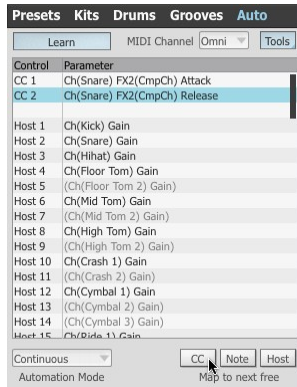 Presets Kits Drums Grooves Auto
Learn MIDI Channel Omni Tools
Control Parameter
CC 1 Ch(Snare) FX2(CmpCh) Attack
CC 2 Ch(Snare) FX2(CmpCh) Release
Host 1 Ch(Kick) Gain
Host 2 Ch(Snare) Gain
Host 3 Ch(Hihat) Gain
Host 4 Ch(Floor Tom) Gain
Host 5 (Ch(Floor Tom 2) Gain)
Host 6 Ch(Mid Tom) Gain
Host 7 (Ch(Mid Tom 2) Gain)
Host 8 Ch(High Tom) Gain
Host 9 (Ch(High Tom 2) Gain)
Host 10 Ch(Crash 1) Gain
Host 11 (Ch(Crash 2) Gain)
Host 12 Ch(Cymbal 1) Gain
Host 13 (Ch(Cymbal 2) Gain)
Host 14 (Ch(Cymbal 3) Gain)
Host 15 Ch(Ride 1) Gain
Continuous CC Note Host
Automation Mode Map to next free